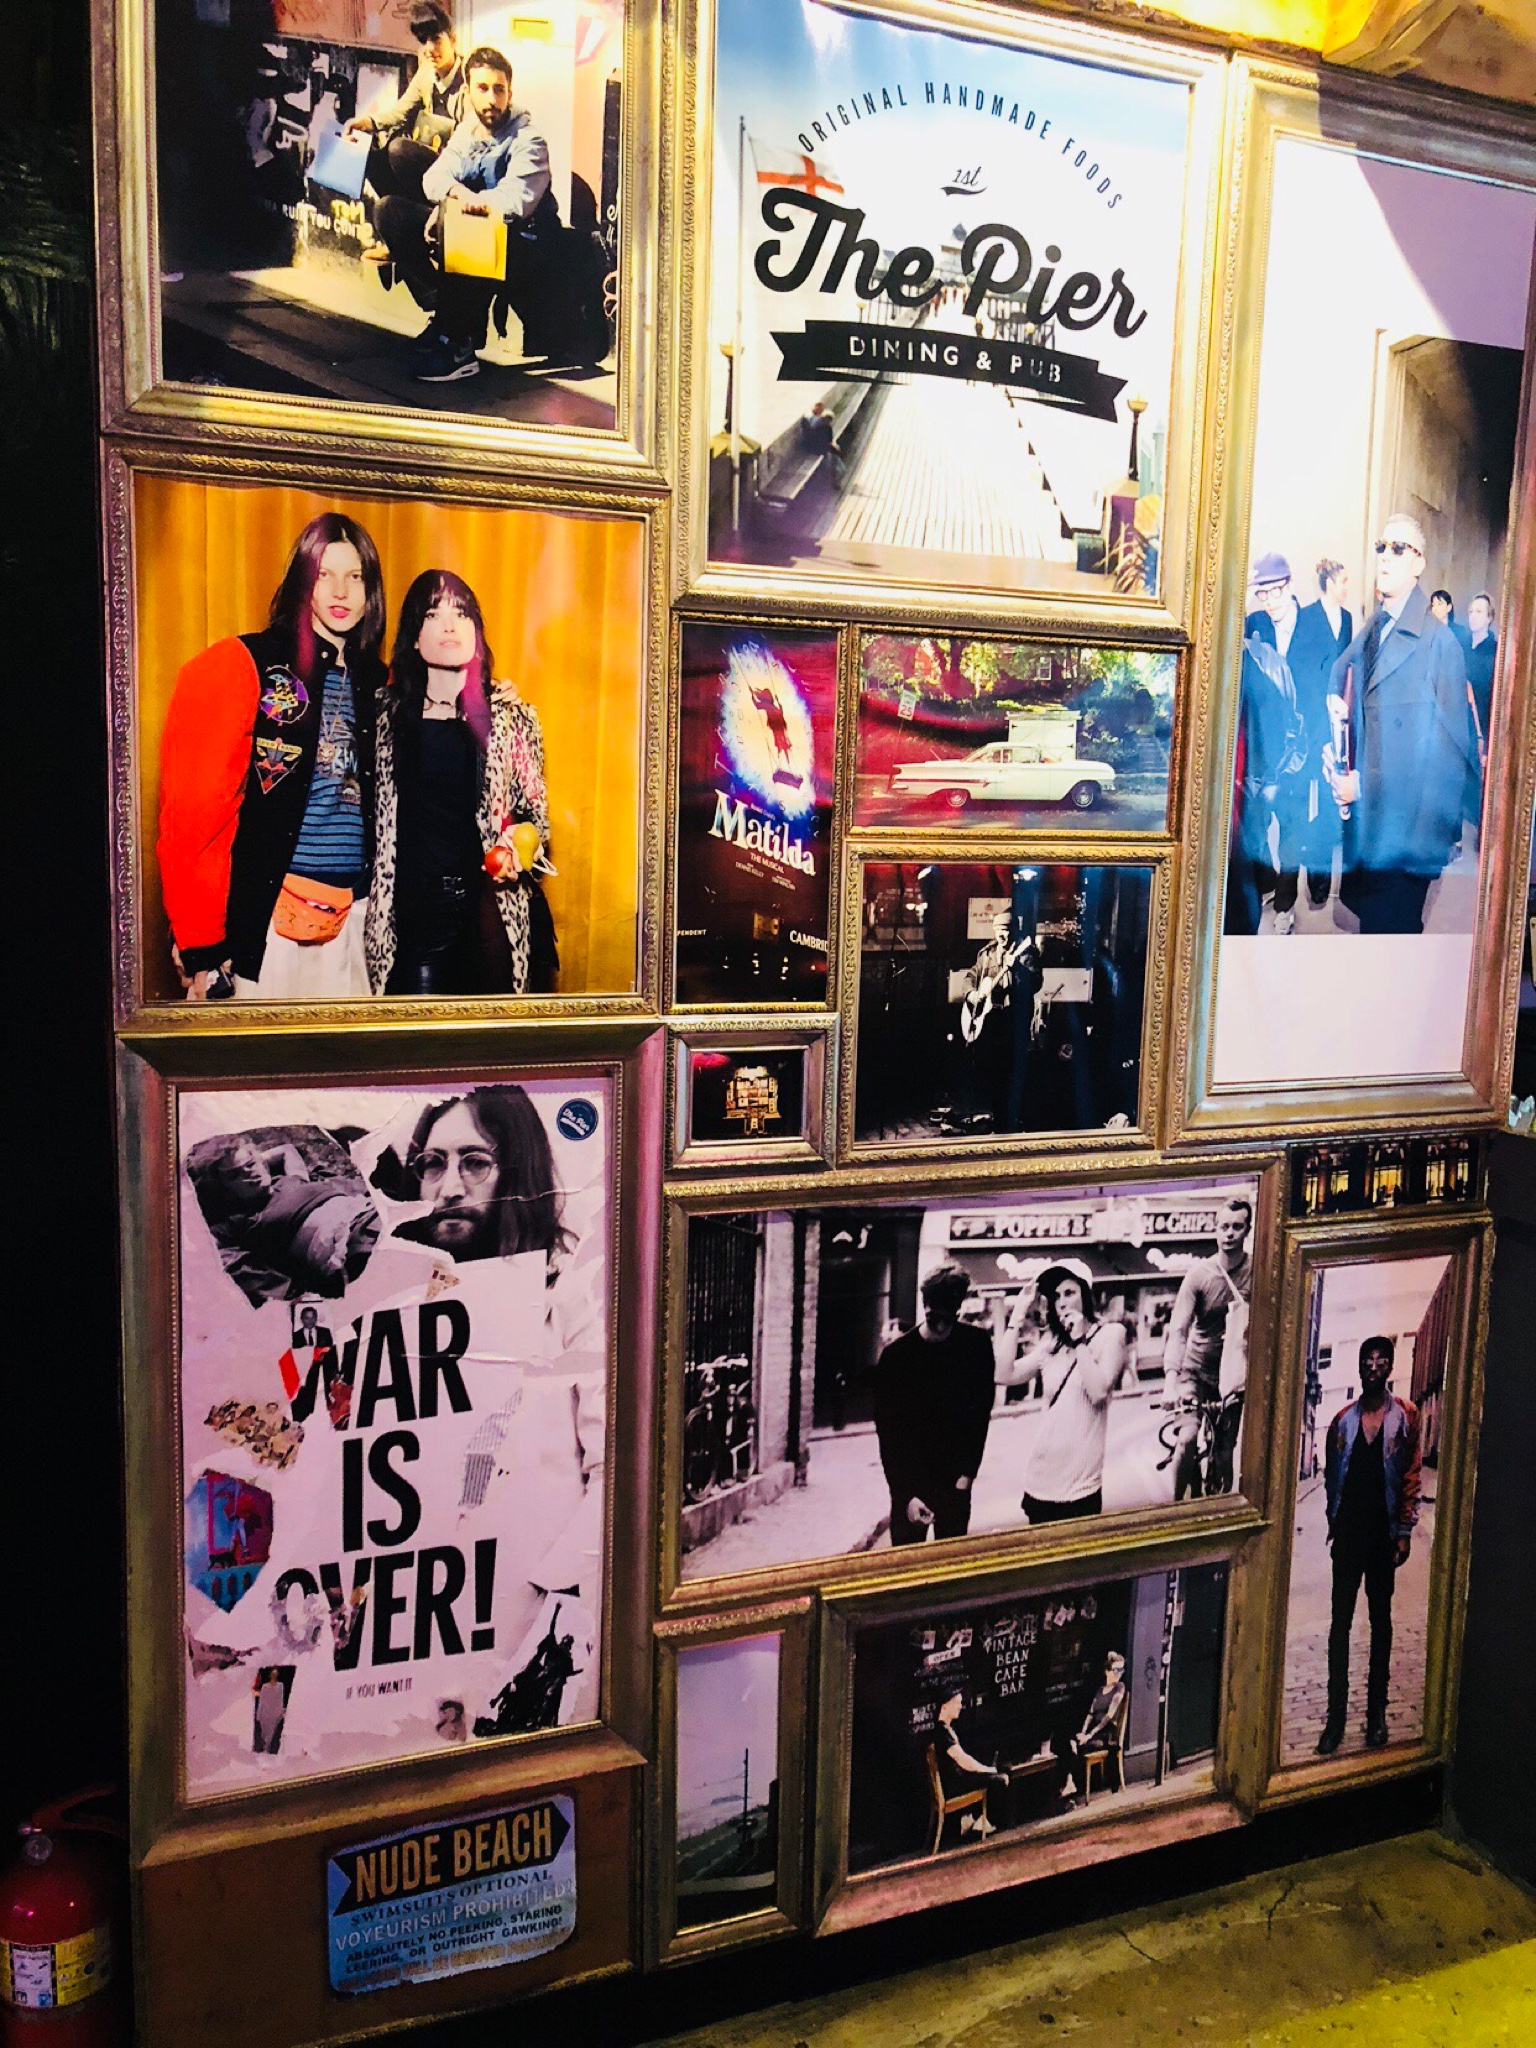 ORIGINAL HANDMADE FOODS
1st
The Pier
DINING & PUB
Matilda
THE MUSICAL
CAMBRI
The Pier
POPPIE'S
& CHIPS
WAR
IS
OVER!
IF YOU WANT IT
OPEN
VINTAGE
BEAN
CAFE
BAR
NUDE BEACH
SWIMSUITS OPTIONAL
VOYEURISM PROHIBITED!
ABSOLUTELY NO PEEKING, STARING
LEERING, OR OUTRIGHT GAWKING!